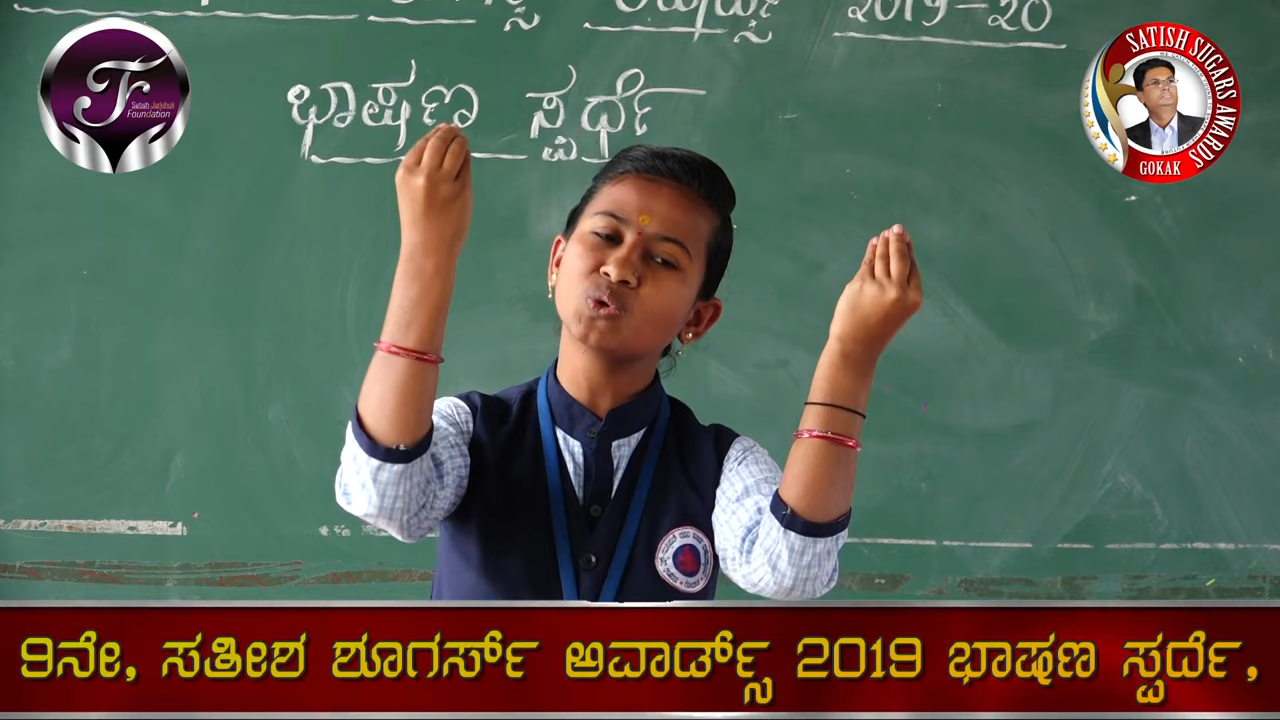 2019-20
ಭಾಷಣ ಸ್ಪರ್ಧೆ
Satish Jarkiholi
Foundation
SATISH SUGARS AWARDS
GOKAK
9ನೇ, ಸತೀಶ ಶೂಗರ್ಸ್ ಅವಾರ್ಡ್ಸ್ 2019 ಭಾಷಣ ಸ್ಪರ್ದೆ,